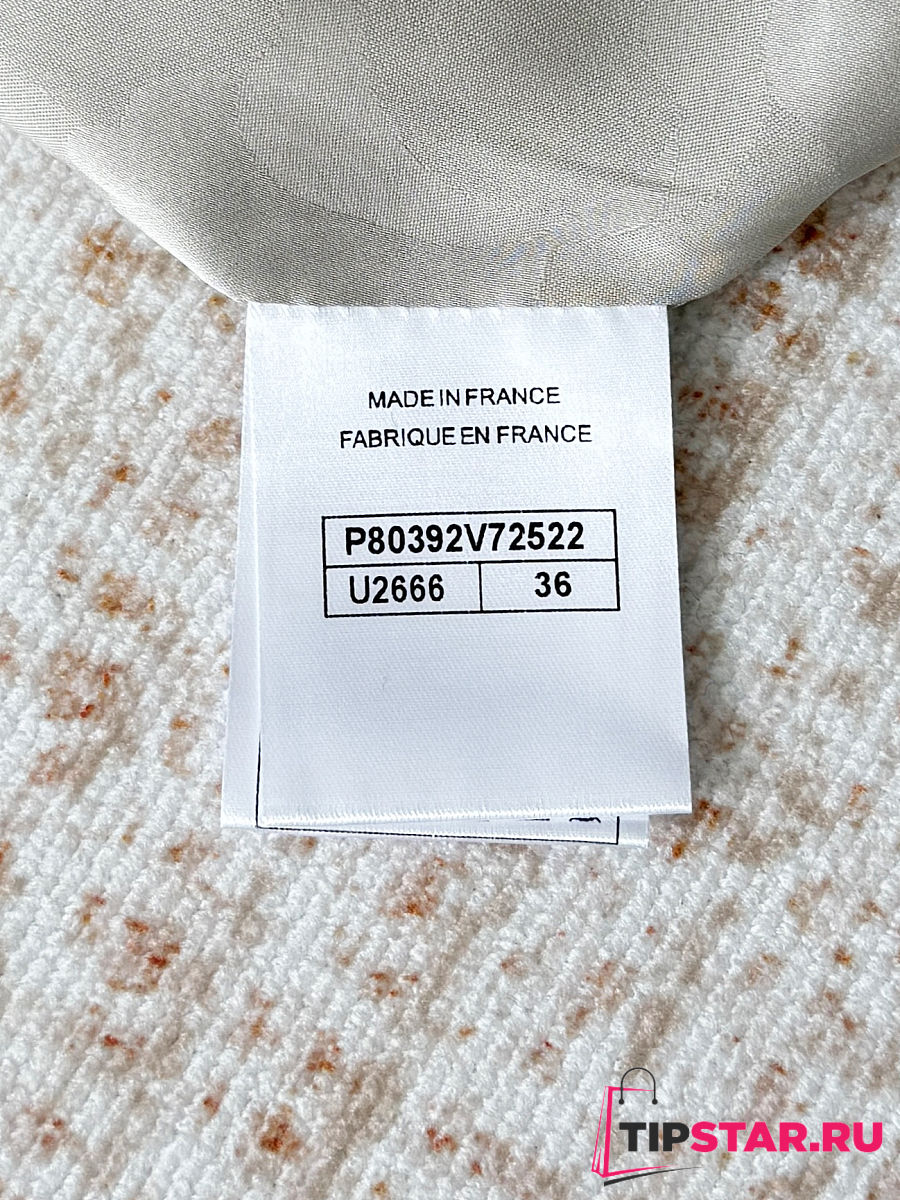 MADE IN FRANCE
FABRIQUE EN FRANCE
P80392V72522
U2666 36
TIPSTAR.RU